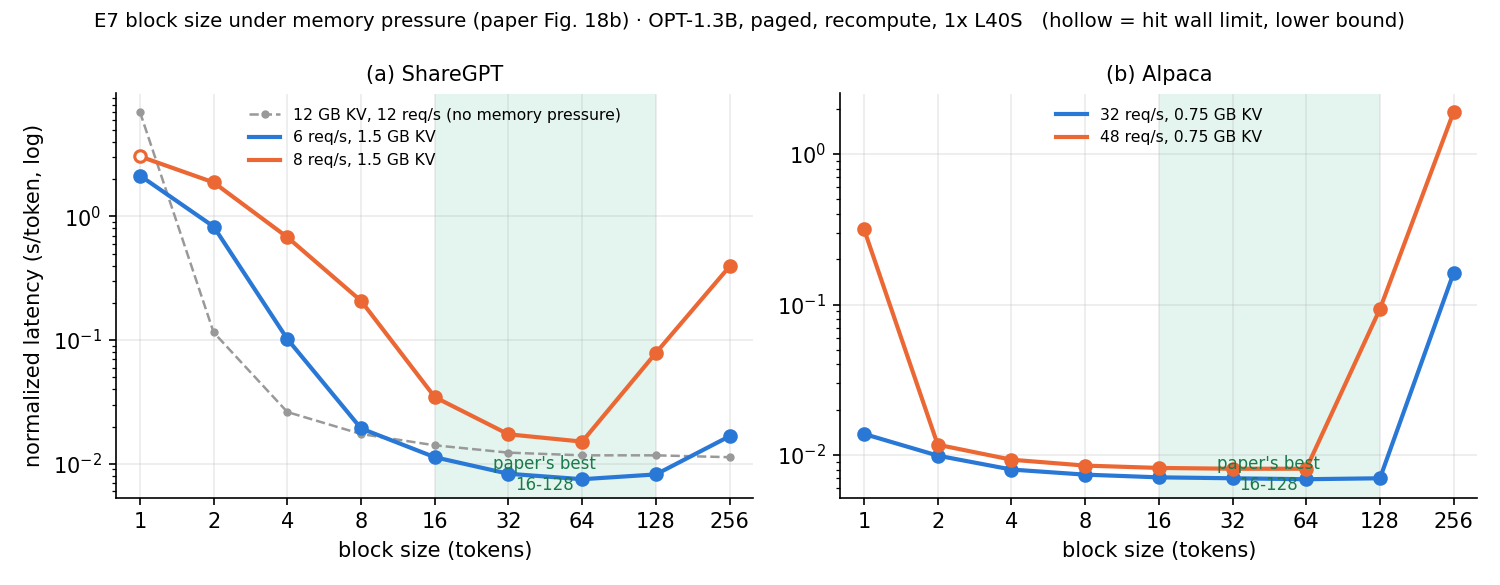 E7 block size under memory pressure (paper Fig. 18b) · OPT-1.3B, paged, recompute, 1x L40S   (hollow = hit wall limit, lower bound)
(a) ShareGPT
normalized latency (s/token, log)
12 GB KV, 12 req/s (no memory pressure)
6 req/s, 1.5 GB KV
8 req/s, 1.5 GB KV
10⁰
10⁻¹
10⁻²
paper's best
16-128
1 2 4 8 16 32 64 128 256
block size (tokens)
(b) Alpaca
32 req/s, 0.75 GB KV
48 req/s, 0.75 GB KV
10⁰
10⁻¹
10⁻²
paper's best
16-128
1 2 4 8 16 32 64 128 256
block size (tokens)